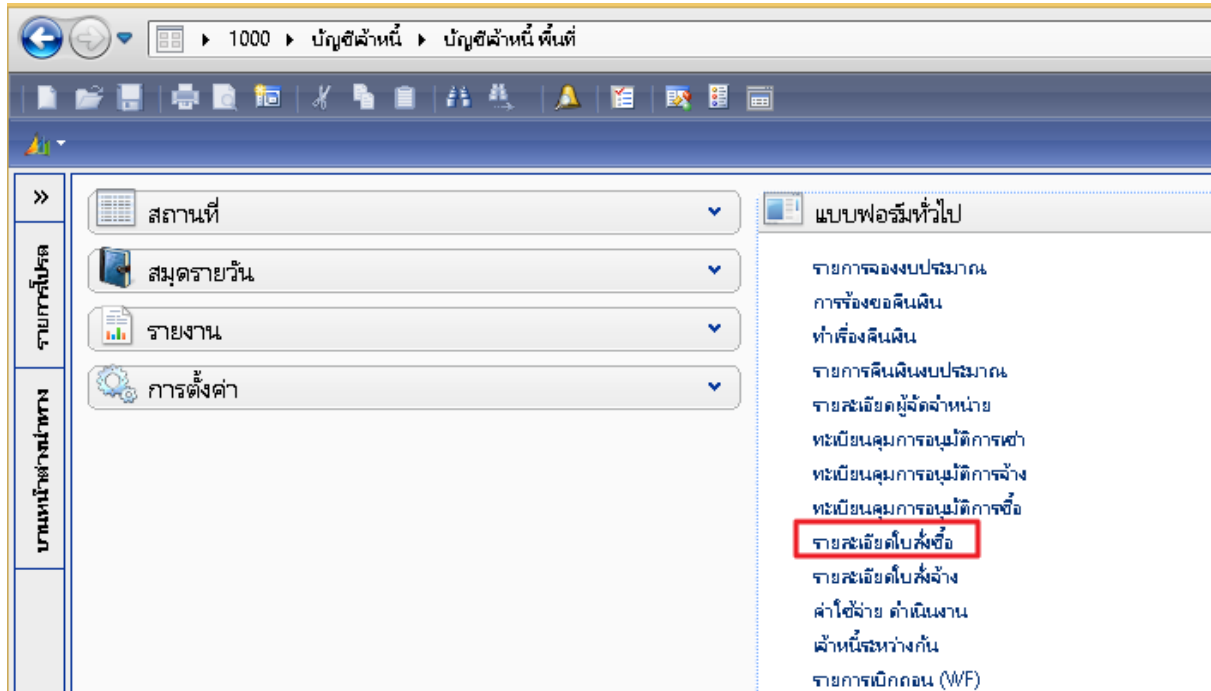 1000 บัญชีเจ้าหนี้ บัญชีเจ้าหนี้ พื้นที่
รายการโปรด
บานหน้าต่างนำทาง
สถานที่
สมุดรายวัน
รายงาน
การตั้งค่า
แบบฟอร์มทั่วไป
รายการจองงบประมาณ
การร้องขอคืนเงิน
ทำเรื่องคืนเงิน
รายการคืนเงินงบประมาณ
รายละเอียดผู้จัดจำหน่าย
ทะเบียนคุมการอนุมัติการเช่า
ทะเบียนคุมการอนุมัติการจ้าง
ทะเบียนคุมการอนุมัติการซื้อ
รายละเอียดใบสั่งซื้อ
รายละเอียดใบสั่งจ้าง
ค่าใช้จ่าย ดำเนินงาน
เจ้าหนี้ระหว่างกัน
รายการเบิกถอน (WF)